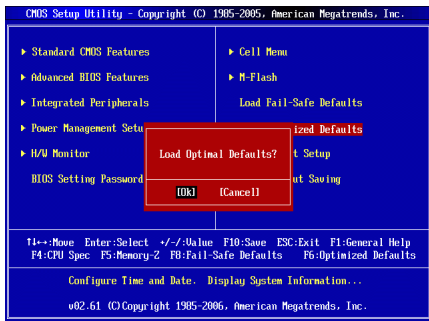 CMOS Setup Utility - Copyright (C) 1985-2005, American Megatrends, Inc.
Standard CMOS Features
Cell Menu
Advanced BIOS Features
M-Flash
Integrated Peripherals
Load Fail-Safe Defaults
Power Management Setu
ized Defaults
H/W Monitor
Load Optimal Defaults?
t Setup
BIOS Setting Password
ut Saving
[Ok]
[Cancel]
↑↓←→:Move Enter:Select +/-/:Value F10:Save ESC:Exit F1:General Help
F4:CPU Spec F5:Memory-Z F8:Fail-Safe Defaults F6:Optimized Defaults
Configure Time and Date. Display System Information...
v02.61 (C)Copyright 1985-2006, American Megatrends, Inc.